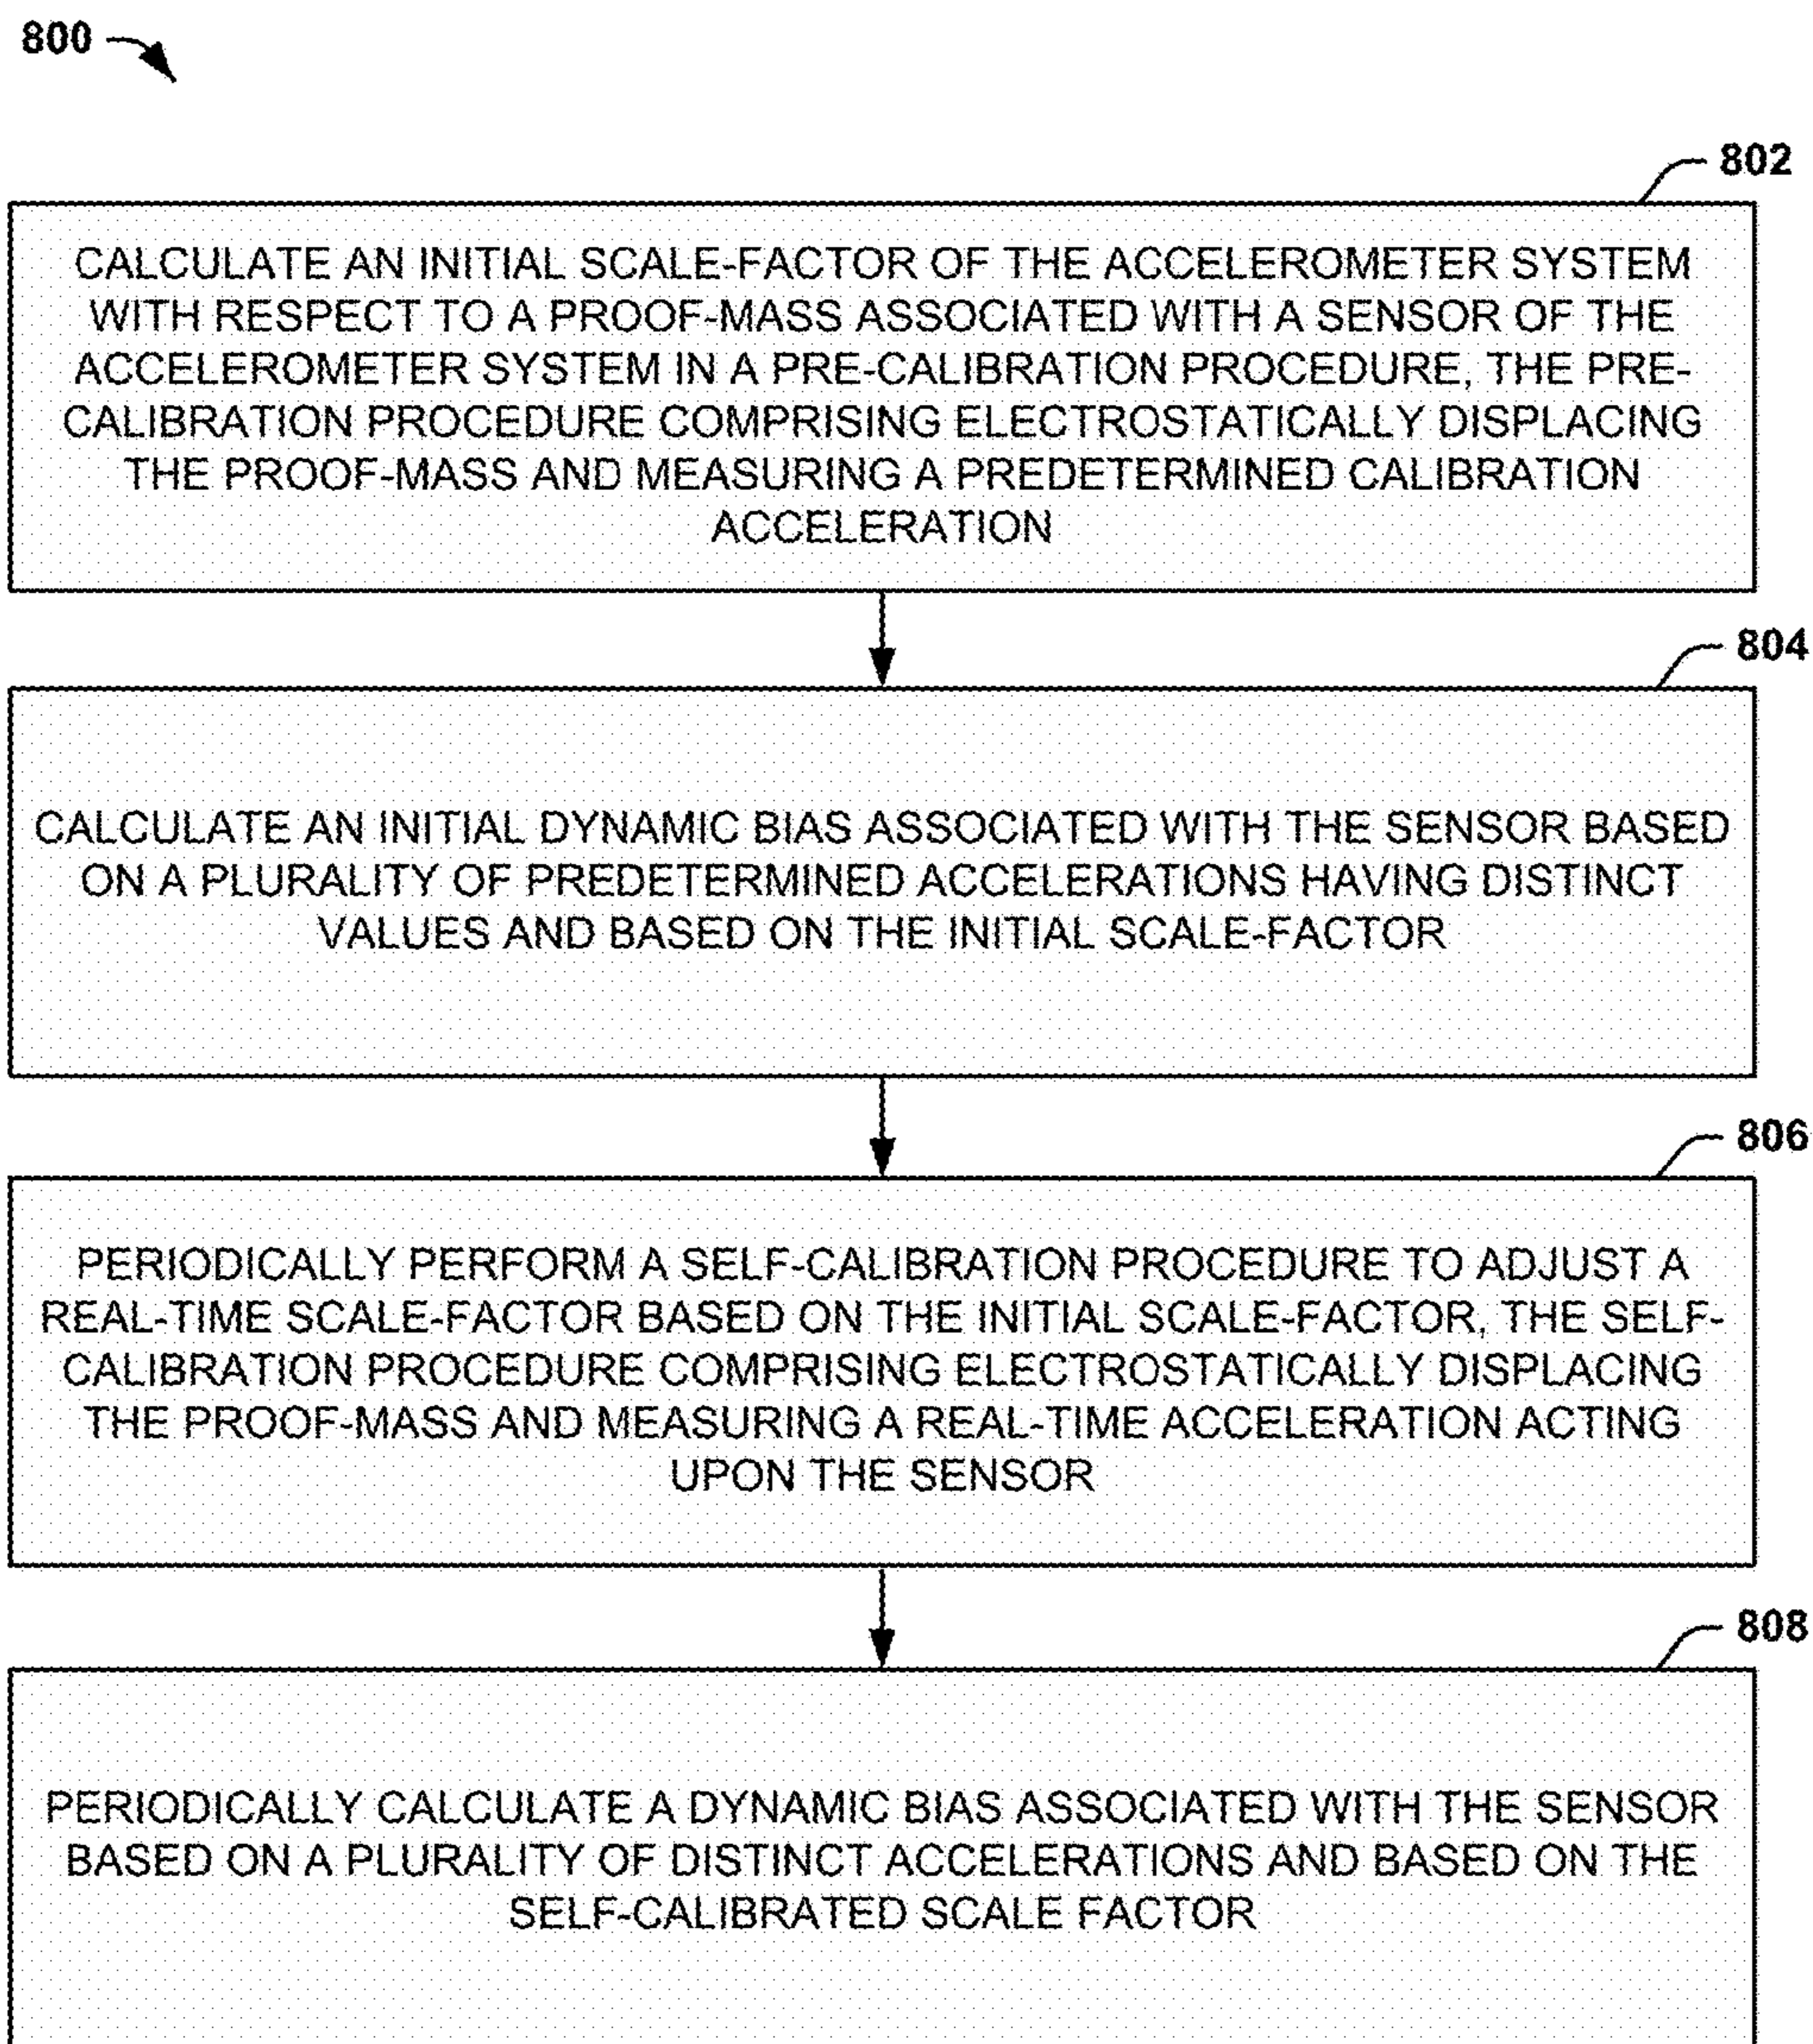 800
802
CALCULATE AN INITIAL SCALE-FACTOR OF THE ACCELEROMETER SYSTEM
WITH RESPECT TO A PROOF-MASS ASSOCIATED WITH A SENSOR OF THE
ACCELEROMETER SYSTEM IN A PRE-CALIBRATION PROCEDURE, THE PRE-
CALIBRATION PROCEDURE COMPRISING ELECTROSTATICALLY DISPLACING
THE PROOF-MASS AND MEASURING A PREDETERMINED CALIBRATION
ACCELERATION
804
CALCULATE AN INITIAL DYNAMIC BIAS ASSOCIATED WITH THE SENSOR BASED
ON A PLURALITY OF PREDETERMINED ACCELERATIONS HAVING DISTINCT
VALUES AND BASED ON THE INITIAL SCALE-FACTOR
806
PERIODICALLY PERFORM A SELF-CALIBRATION PROCEDURE TO ADJUST A
REAL-TIME SCALE-FACTOR BASED ON THE INITIAL SCALE-FACTOR, THE SELF-
CALIBRATION PROCEDURE COMPRISING ELECTROSTATICALLY DISPLACING
THE PROOF-MASS AND MEASURING A REAL-TIME ACCELERATION ACTING
UPON THE SENSOR
808
PERIODICALLY CALCULATE A DYNAMIC BIAS ASSOCIATED WITH THE SENSOR
BASED ON A PLURALITY OF DISTINCT ACCELERATIONS AND BASED ON THE
SELF-CALIBRATED SCALE FACTOR